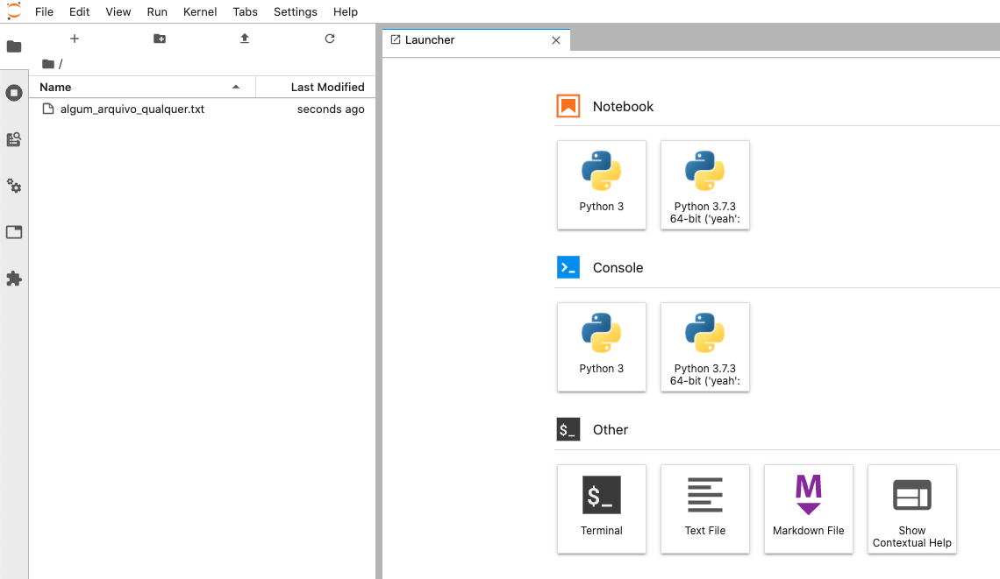 File Edit View Run Kernel Tabs Settings Help
/
Name Last Modified
algum_arquivo_qualquer.txt seconds ago
Launcher
Notebook
Python 3
Python 3.7.3
64-bit ('yeah':
Console
Python 3
Python 3.7.3
64-bit ('yeah':
$_ Other
$_
Terminal
Text File
M
Markdown File
Show
Contextual Help